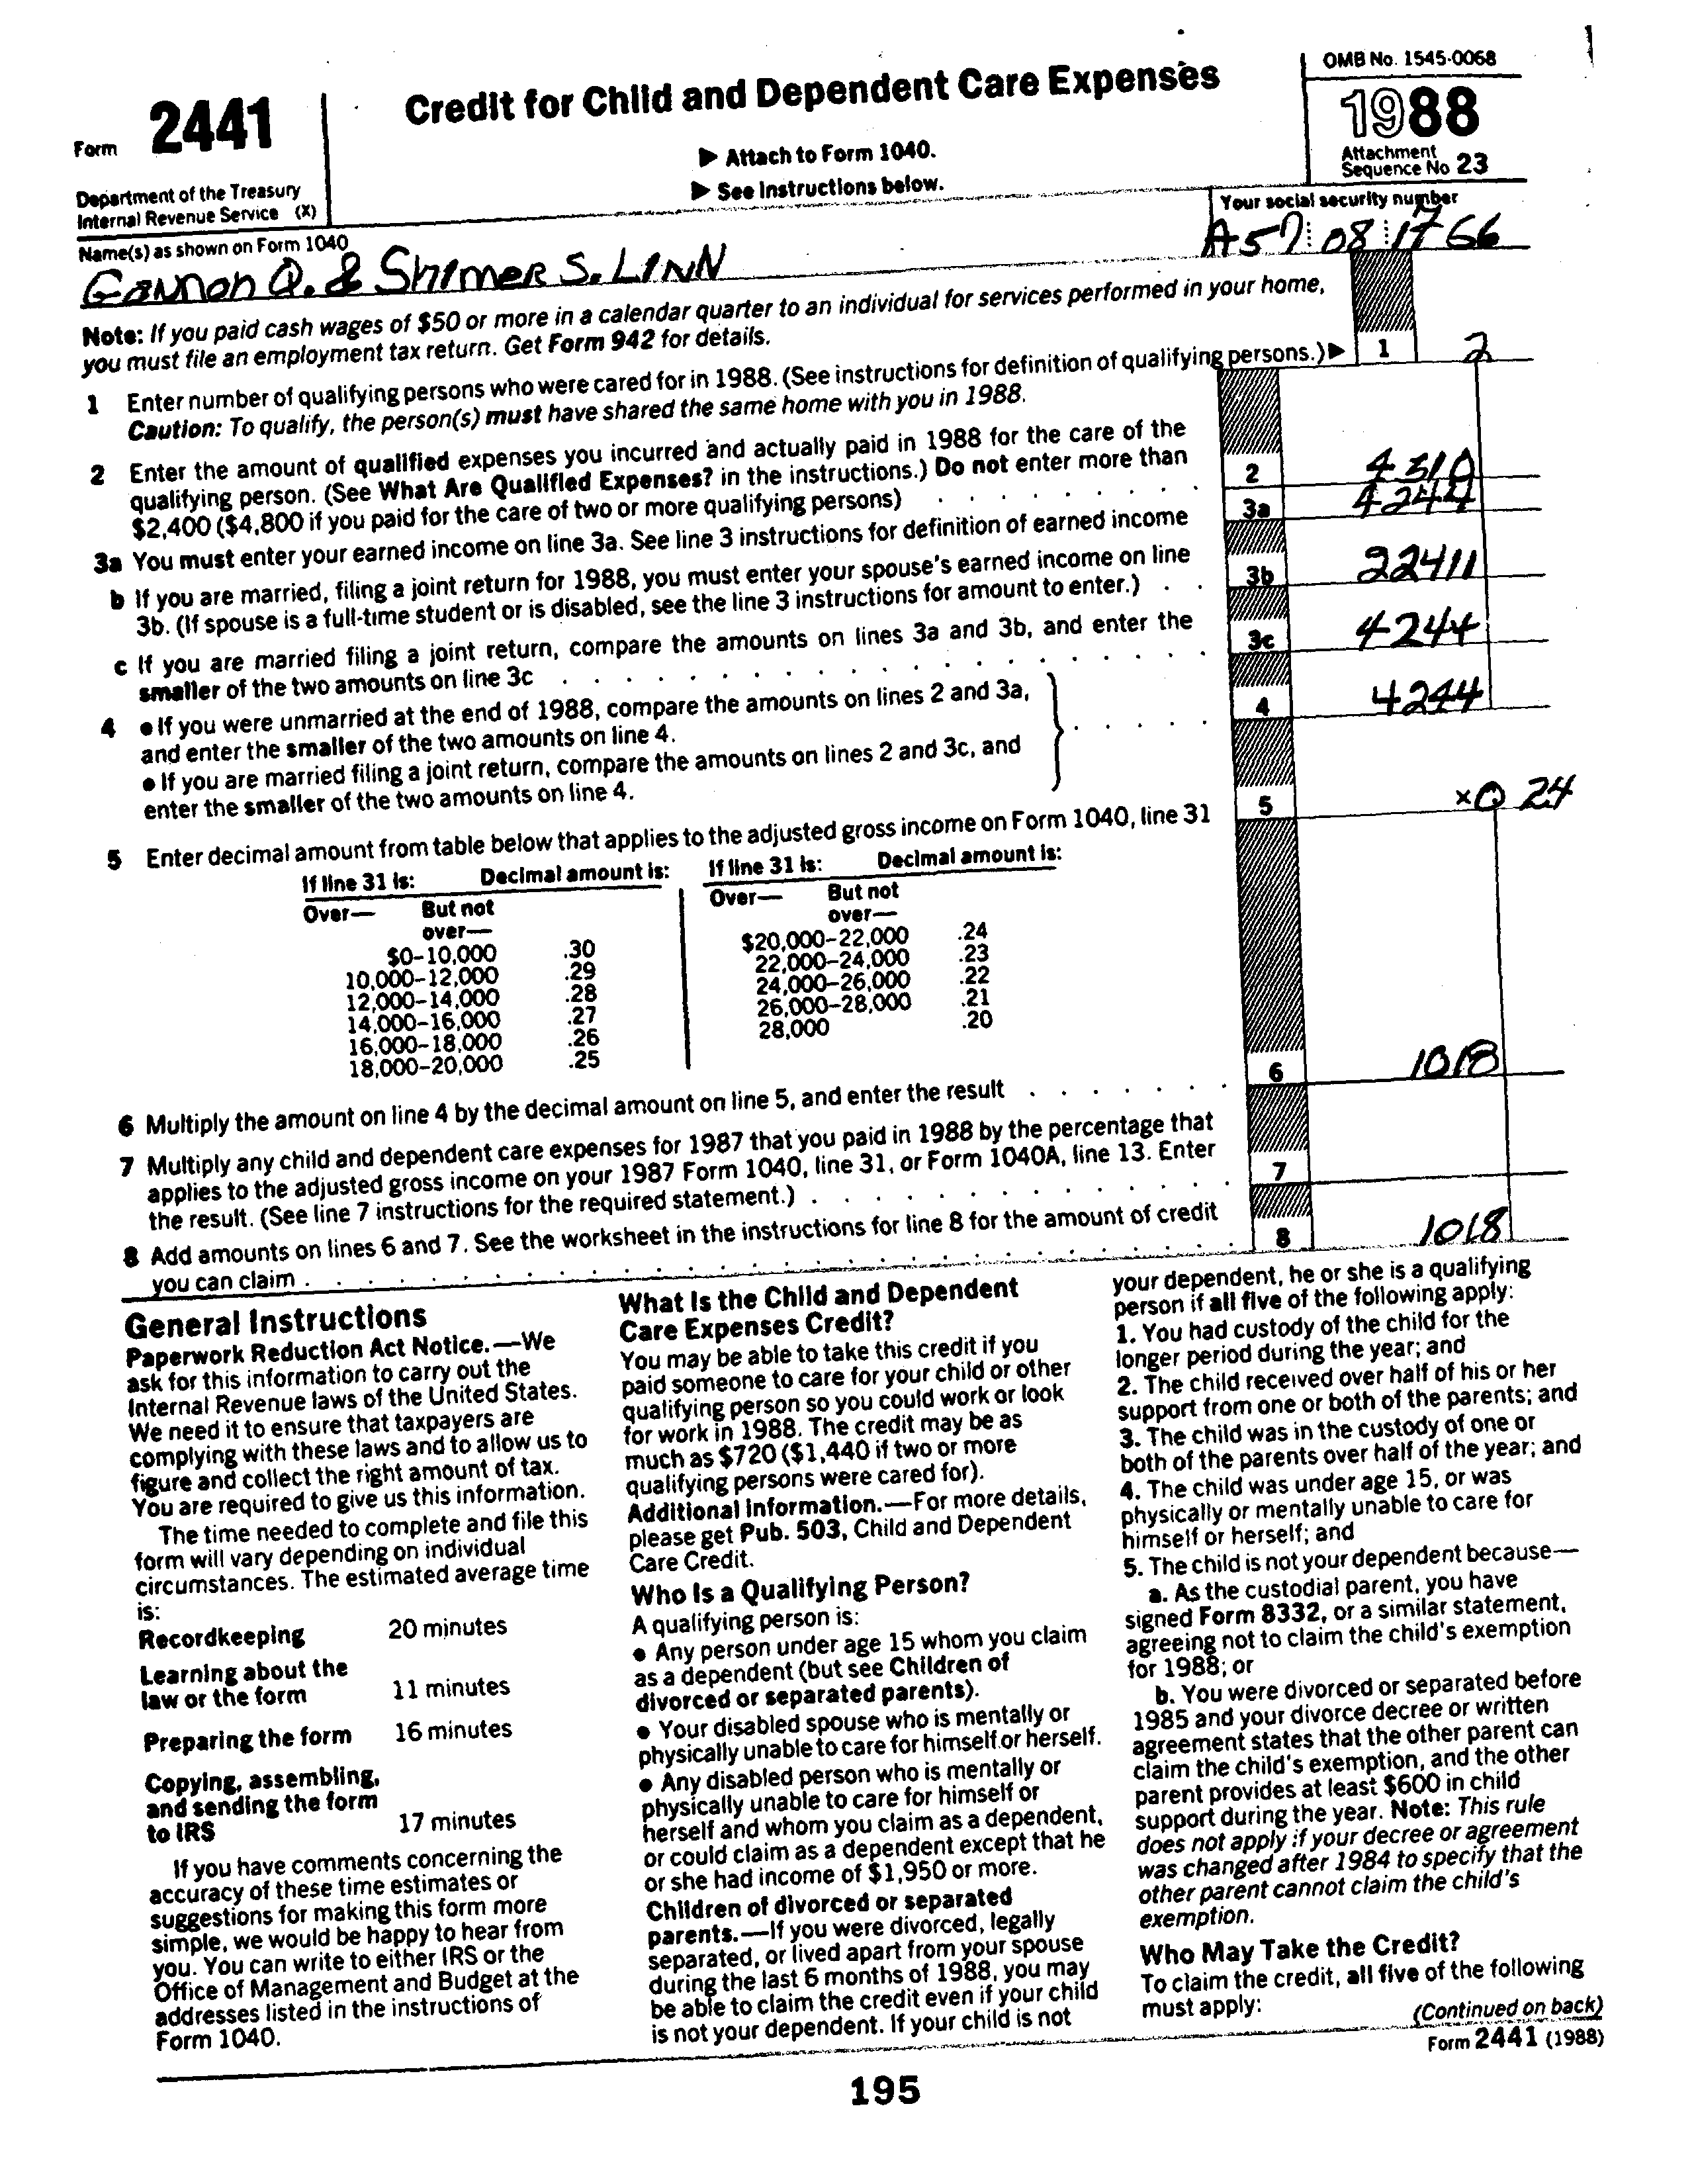 OMB No. 1545-0068
Form 2441
Credit for Child and Dependent Care Expenses
1988
▶ Attach to Form 1040.
▶ See Instructions below.
Attachment
Sequence No 23
Department of the Treasury
Internal Revenue Service (X)
Name(s) as shown on Form 1040
Your social security number
Gannon Q. & Shimer S. LINN
A57 08 1766
Note: If you paid cash wages of $50 or more in a calendar quarter to an individual for services performed in your home,
you must file an employment tax return. Get Form 942 for details.
1 Enter number of qualifying persons who were cared for in 1988. (See instructions for definition of qualifying persons.) ▶ 1 2
Caution: To qualify, the person(s) must have shared the same home with you in 1988.
2 Enter the amount of qualified expenses you incurred and actually paid in 1988 for the care of the
qualifying person. (See What Are Qualified Expenses? in the instructions.) Do not enter more than
$2,400 ($4,800 if you paid for the care of two or more qualifying persons) . . . . . . . . 2 4310
3a You must enter your earned income on line 3a. See line 3 instructions for definition of earned income 3a 4244
b If you are married, filing a joint return for 1988, you must enter your spouse's earned income on line
3b. (If spouse is a full-time student or is disabled, see the line 3 instructions for amount to enter.) . . 3b 22411
c If you are married filing a joint return, compare the amounts on lines 3a and 3b, and enter the
smaller of the two amounts on line 3c . . . . . . . . . . . . . . . . . . 3c 4244
4 ● If you were unmarried at the end of 1988, compare the amounts on lines 2 and 3a,
and enter the smaller of the two amounts on line 4.
● If you are married filing a joint return, compare the amounts on lines 2 and 3c, and
enter the smaller of the two amounts on line 4. . . . . . 4 4244
5 Enter decimal amount from table below that applies to the adjusted gross income on Form 1040, line 31 5 ×0 24
If line 31 is: Decimal amount is: If line 31 is: Decimal amount is:
Over— But not over— Over— But not over—
$0–10,000 .30 $20,000–22,000 .24
10,000–12,000 .29 22,000–24,000 .23
12,000–14,000 .28 24,000–26,000 .22
14,000–16,000 .27 26,000–28,000 .21
16,000–18,000 .26 28,000 .20
18,000–20,000 .25
6 Multiply the amount on line 4 by the decimal amount on line 5, and enter the result . . . . . . . 6 1018
7 Multiply any child and dependent care expenses for 1987 that you paid in 1988 by the percentage that
applies to the adjusted gross income on your 1987 Form 1040, line 31, or Form 1040A, line 13. Enter
the result. (See line 7 instructions for the required statement.) . . . . . . . . . . . . . 7
8 Add amounts on lines 6 and 7. See the worksheet in the instructions for line 8 for the amount of credit
you can claim . . . . . . . . . . . . . . . . . . . . . . . . . . . . 8 1018
General Instructions
Paperwork Reduction Act Notice.—We
ask for this information to carry out the
Internal Revenue laws of the United States.
We need it to ensure that taxpayers are
complying with these laws and to allow us to
figure and collect the right amount of tax.
You are required to give us this information.
The time needed to complete and file this
form will vary depending on individual
circumstances. The estimated average time
is:
Recordkeeping 20 minutes
Learning about the
law or the form 11 minutes
Preparing the form 16 minutes
Copying, assembling,
and sending the form
to IRS 17 minutes
If you have comments concerning the
accuracy of these time estimates or
suggestions for making this form more
simple, we would be happy to hear from
you. You can write to either IRS or the
Office of Management and Budget at the
addresses listed in the instructions of
Form 1040.
What Is the Child and Dependent
Care Expenses Credit?
You may be able to take this credit if you
paid someone to care for your child or other
qualifying person so you could work or look
for work in 1988. The credit may be as
much as $720 ($1,440 if two or more
qualifying persons were cared for).
Additional Information.—For more details,
please get Pub. 503, Child and Dependent
Care Credit.
Who Is a Qualifying Person?
A qualifying person is:
● Any person under age 15 whom you claim
as a dependent (but see Children of
divorced or separated parents).
● Your disabled spouse who is mentally or
physically unable to care for himself or herself.
● Any disabled person who is mentally or
physically unable to care for himself or
herself and whom you claim as a dependent,
or could claim as a dependent except that he
or she had income of $1,950 or more.
Children of divorced or separated
parents.—If you were divorced, legally
separated, or lived apart from your spouse
during the last 6 months of 1988, you may
be able to claim the credit even if your child
is not your dependent. If your child is not
your dependent, he or she is a qualifying
person if all five of the following apply:
1. You had custody of the child for the
longer period during the year; and
2. The child received over half of his or her
support from one or both of the parents; and
3. The child was in the custody of one or
both of the parents over half of the year; and
4. The child was under age 15, or was
physically or mentally unable to care for
himself or herself; and
5. The child is not your dependent because—
a. As the custodial parent, you have
signed Form 8332, or a similar statement,
agreeing not to claim the child's exemption
for 1988; or
b. You were divorced or separated before
1985 and your divorce decree or written
agreement states that the other parent can
claim the child's exemption, and the other
parent provides at least $600 in child
support during the year. Note: This rule
does not apply if your decree or agreement
was changed after 1984 to specify that the
other parent cannot claim the child's
exemption.
Who May Take the Credit?
To claim the credit, all five of the following
must apply:
(Continued on back)
Form 2441 (1988)
195